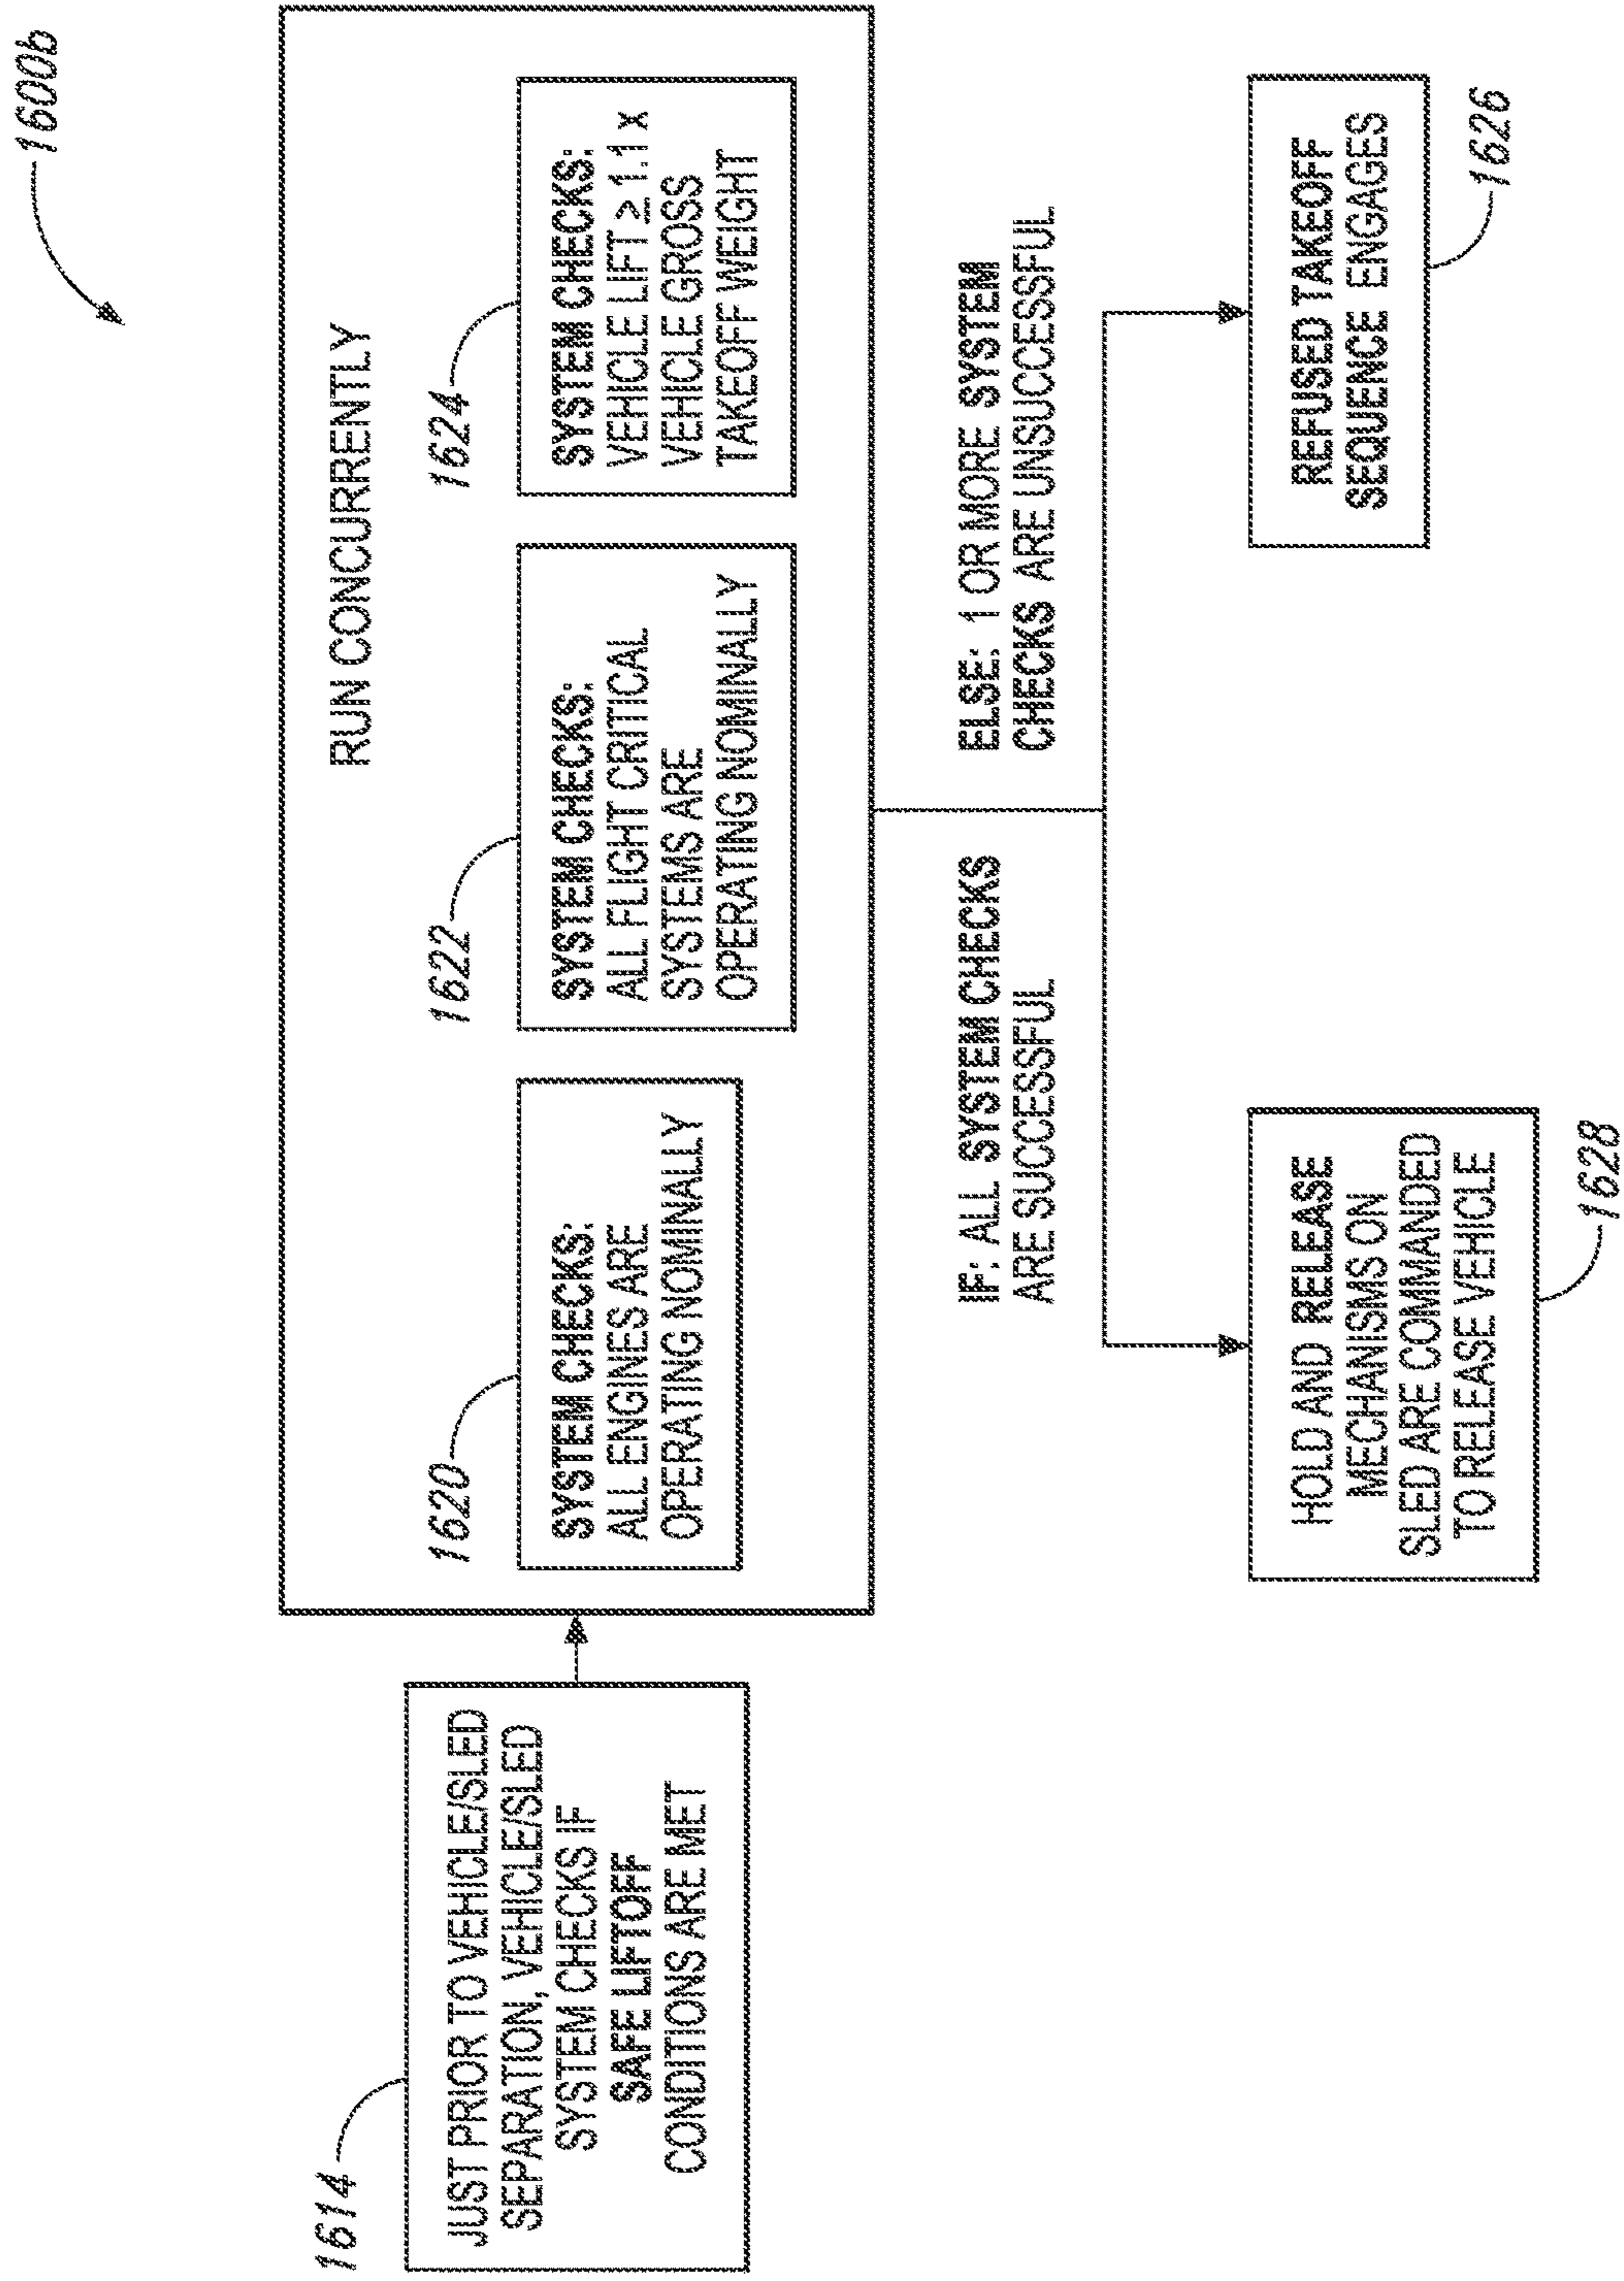 1600b
1614
JUST PRIOR TO VEHICLE/SLED
SEPARATION, VEHICLE/SLED
SYSTEM CHECKS IF
SAFE LIFTOFF
CONDITIONS ARE MET
RUN CONCURRENTLY
1620
SYSTEM CHECKS:
ALL ENGINES ARE
OPERATING NOMINALLY
1622
SYSTEM CHECKS:
ALL FLIGHT CRITICAL
SYSTEMS ARE
OPERATING NOMINALLY
1624
SYSTEM CHECKS:
VEHICLE LIFT ≥ 1.1 x
VEHICLE GROSS
TAKEOFF WEIGHT
IF: ALL SYSTEM CHECKS
ARE SUCCESSFUL
ELSE: 1 OR MORE SYSTEM
CHECKS ARE UNSUCCESSFUL
HOLD AND RELEASE
MECHANISMS ON
SLED ARE COMMANDED
TO RELEASE VEHICLE
1628
REFUSED TAKEOFF
SEQUENCE ENGAGES
1626